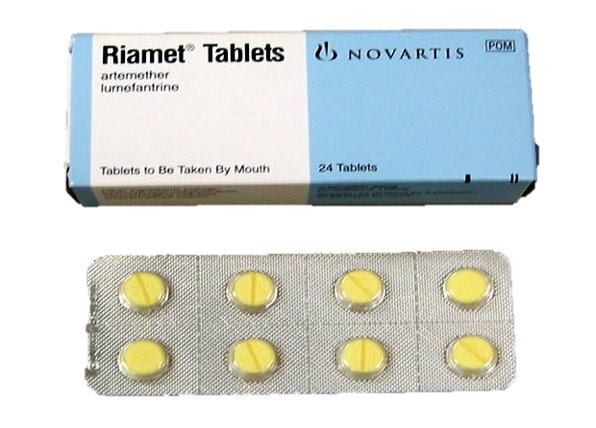 Riamet® Tablets
artemether
lumefantrine
NOVARTIS
POM
Tablets to Be Taken By Mouth
24 Tablets